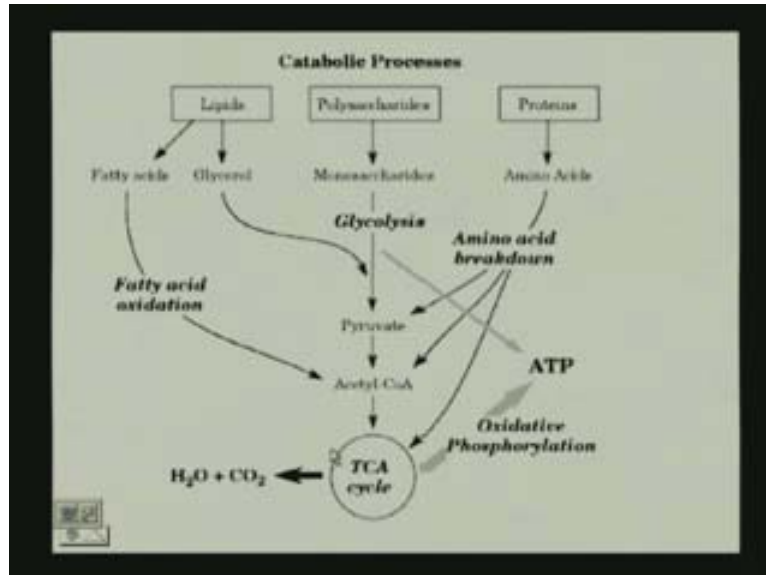 Catabolic Processes
Lipids
Polysaccharides
Proteins
Fatty acids
Glycerol
Monosaccharides
Amino Acids
Glycolysis
Amino acid
breakdown
Fatty acid
oxidation
Pyruvate
ATP
Acetyl-CoA
Oxidative
Phosphorylation
TCA
cycle
H₂O + CO₂